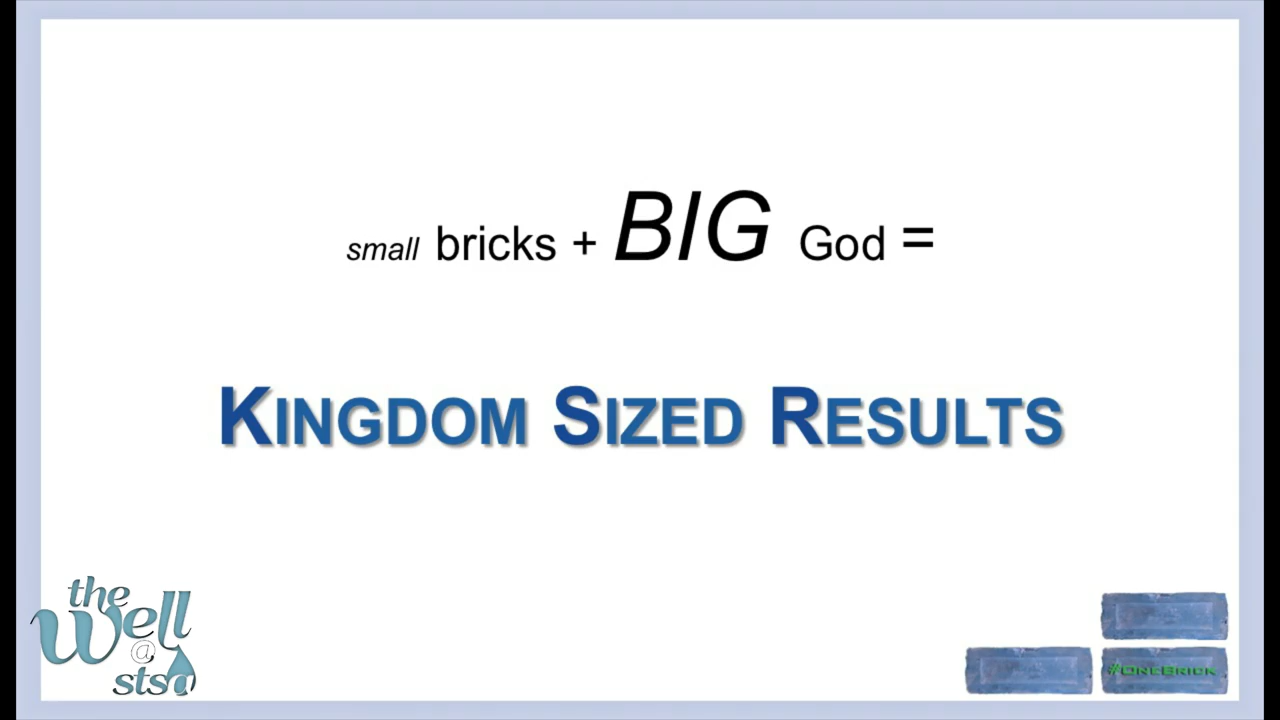 small bricks + BIG God =
KINGDOM SIZED RESULTS
the
well
@
stsa
#ONEBRICK